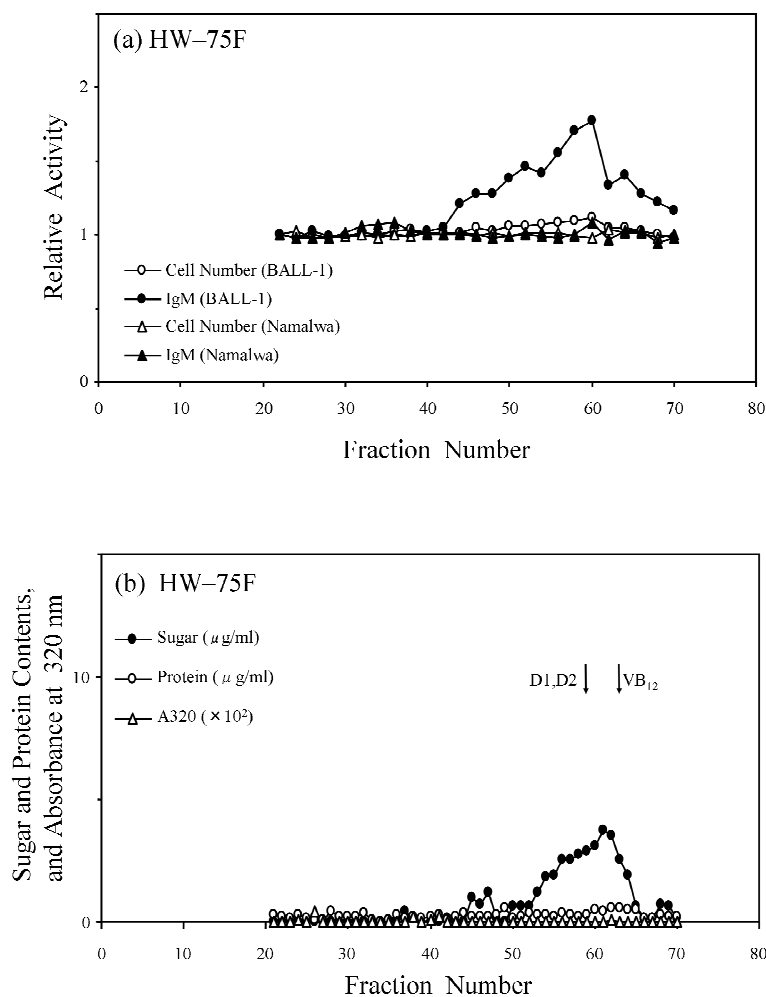 (a) HW–75F
2
1
0
Relative Activity
Cell Number (BALL-1)
IgM (BALL-1)
Cell Number (Namalwa)
IgM (Namalwa)
0 10 20 30 40 50 60 70 80
Fraction Number
(b) HW–75F
Sugar and Protein Contents,
and Absorbance at 320 nm
10
0
Sugar (μg/ml)
Protein (μg/ml)
A320 (×10²)
D1,D2
VB₁₂
0 10 20 30 40 50 60 70 80
Fraction Number